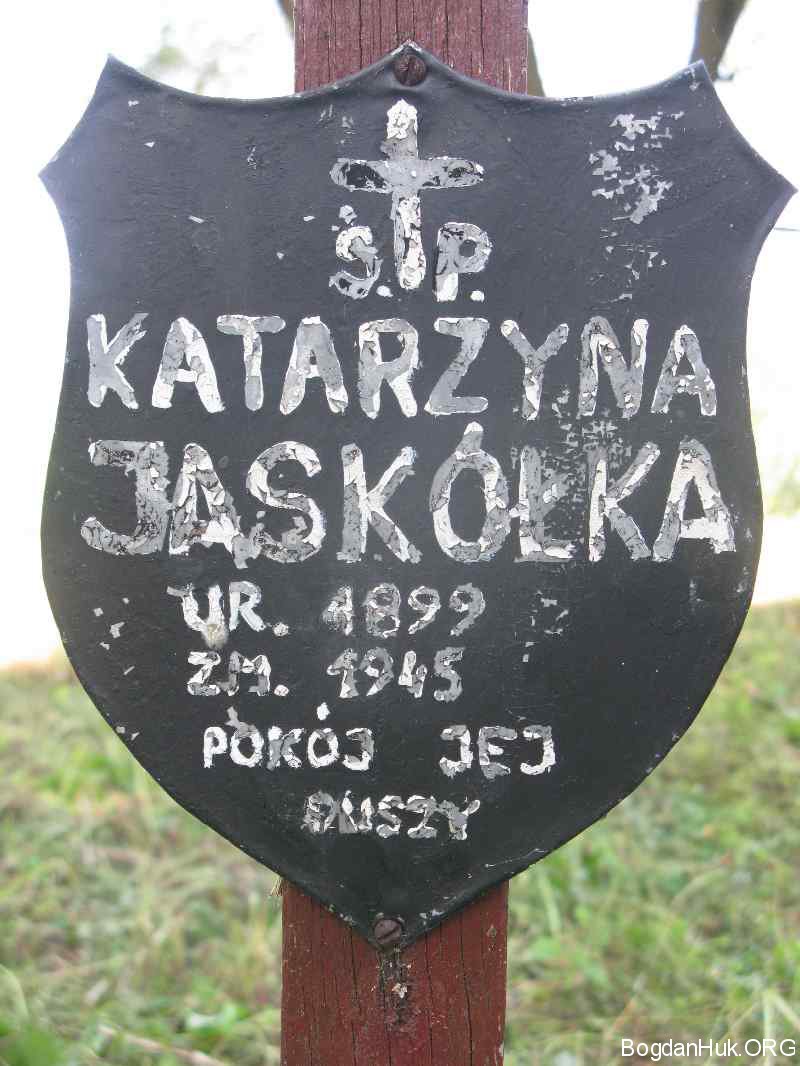 Ś.P.
KATARZYNA
JASKÓŁKA
UR. 1899
ZM. 1945
POKÓJ JEJ
DUSZY
BogdanHuk.ORG